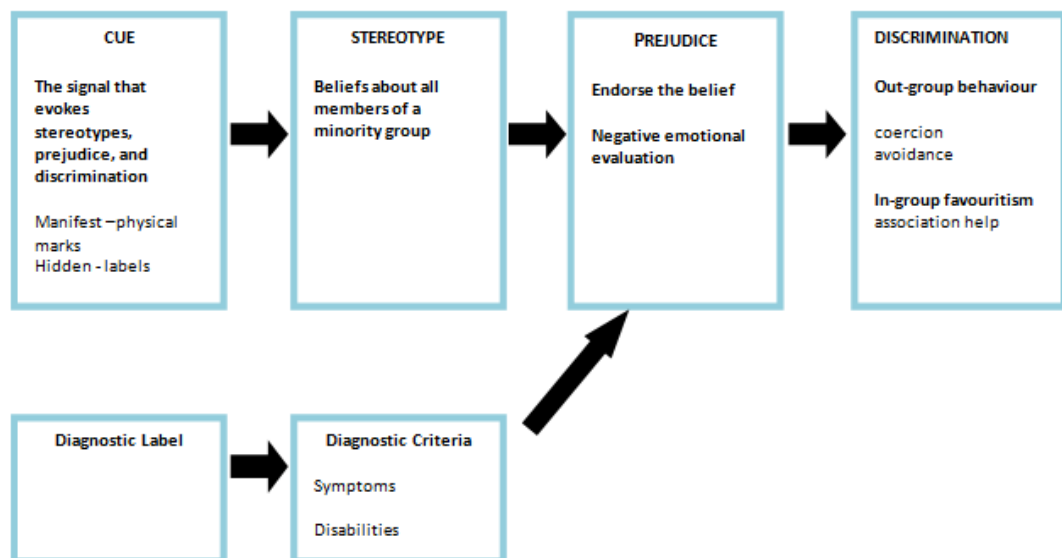 CUE
The signal that
evokes
stereotypes,
prejudice, and
discrimination
Manifest –physical
marks
Hidden - labels
STEREOTYPE
Beliefs about all
members of a
minority group
PREJUDICE
Endorse the belief
Negative emotional
evaluation
DISCRIMINATION
Out-group behaviour
coercion
avoidance
In-group favouritism
association help
Diagnostic Label
Diagnostic Criteria
Symptoms
Disabilities